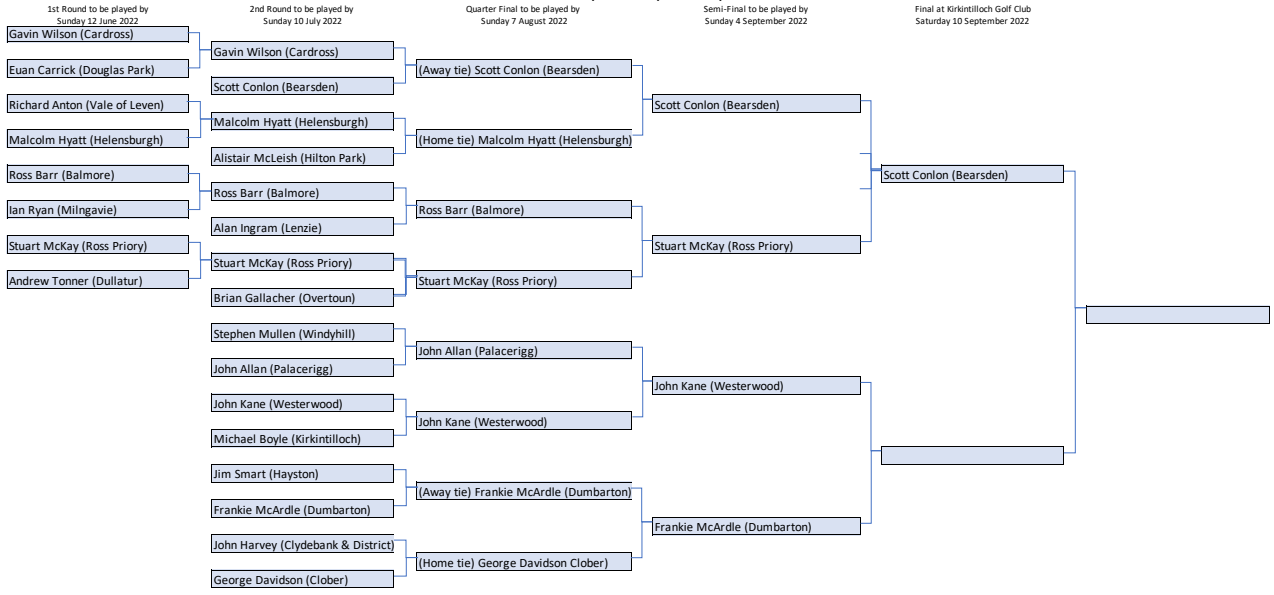 1st Round to be played by
Sunday 12 June 2022
2nd Round to be played by
Sunday 10 July 2022
Quarter Final to be played by
Sunday 7 August 2022
Semi-Final to be played by
Sunday 4 September 2022
Final at Kirkintilloch Golf Club
Saturday 10 September 2022
Gavin Wilson (Cardross)
Euan Carrick (Douglas Park)
Richard Anton (Vale of Leven)
Malcolm Hyatt (Helensburgh)
Ross Barr (Balmore)
Ian Ryan (Milngavie)
Stuart McKay (Ross Priory)
Andrew Tonner (Dullatur)
Gavin Wilson (Cardross)
Scott Conlon (Bearsden)
Malcolm Hyatt (Helensburgh)
Alistair McLeish (Hilton Park)
Ross Barr (Balmore)
Alan Ingram (Lenzie)
Stuart McKay (Ross Priory)
Brian Gallacher (Overtoun)
Stephen Mullen (Windyhill)
John Allan (Palacerigg)
John Kane (Westerwood)
Michael Boyle (Kirkintilloch)
Jim Smart (Hayston)
Frankie McArdle (Dumbarton)
John Harvey (Clydebank & District)
George Davidson (Clober)
(Away tie) Scott Conlon (Bearsden)
(Home tie) Malcolm Hyatt (Helensburgh)
Ross Barr (Balmore)
Stuart McKay (Ross Priory)
John Allan (Palacerigg)
John Kane (Westerwood)
(Away tie) Frankie McArdle (Dumbarton)
(Home tie) George Davidson Clober)
Scott Conlon (Bearsden)
Stuart McKay (Ross Priory)
John Kane (Westerwood)
Frankie McArdle (Dumbarton)
Scott Conlon (Bearsden)